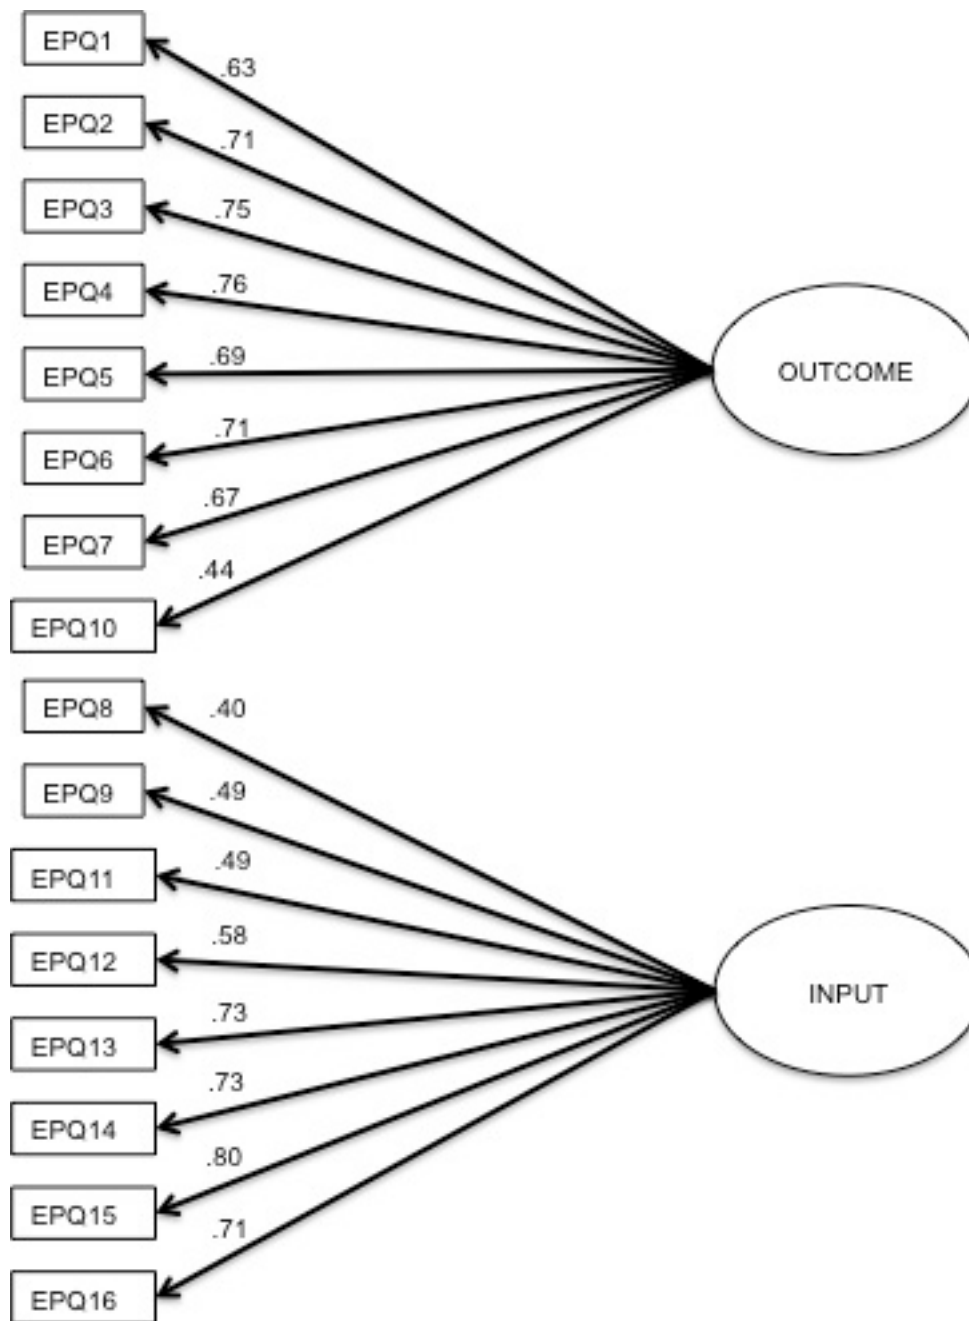 EPQ1
.63
EPQ2
.71
EPQ3
.75
EPQ4
.76
EPQ5
.69
OUTCOME
EPQ6
.71
EPQ7
.67
EPQ10
.44
EPQ8
.40
EPQ9
.49
EPQ11
.49
EPQ12
.58
INPUT
EPQ13
.73
EPQ14
.73
EPQ15
.80
EPQ16
.71